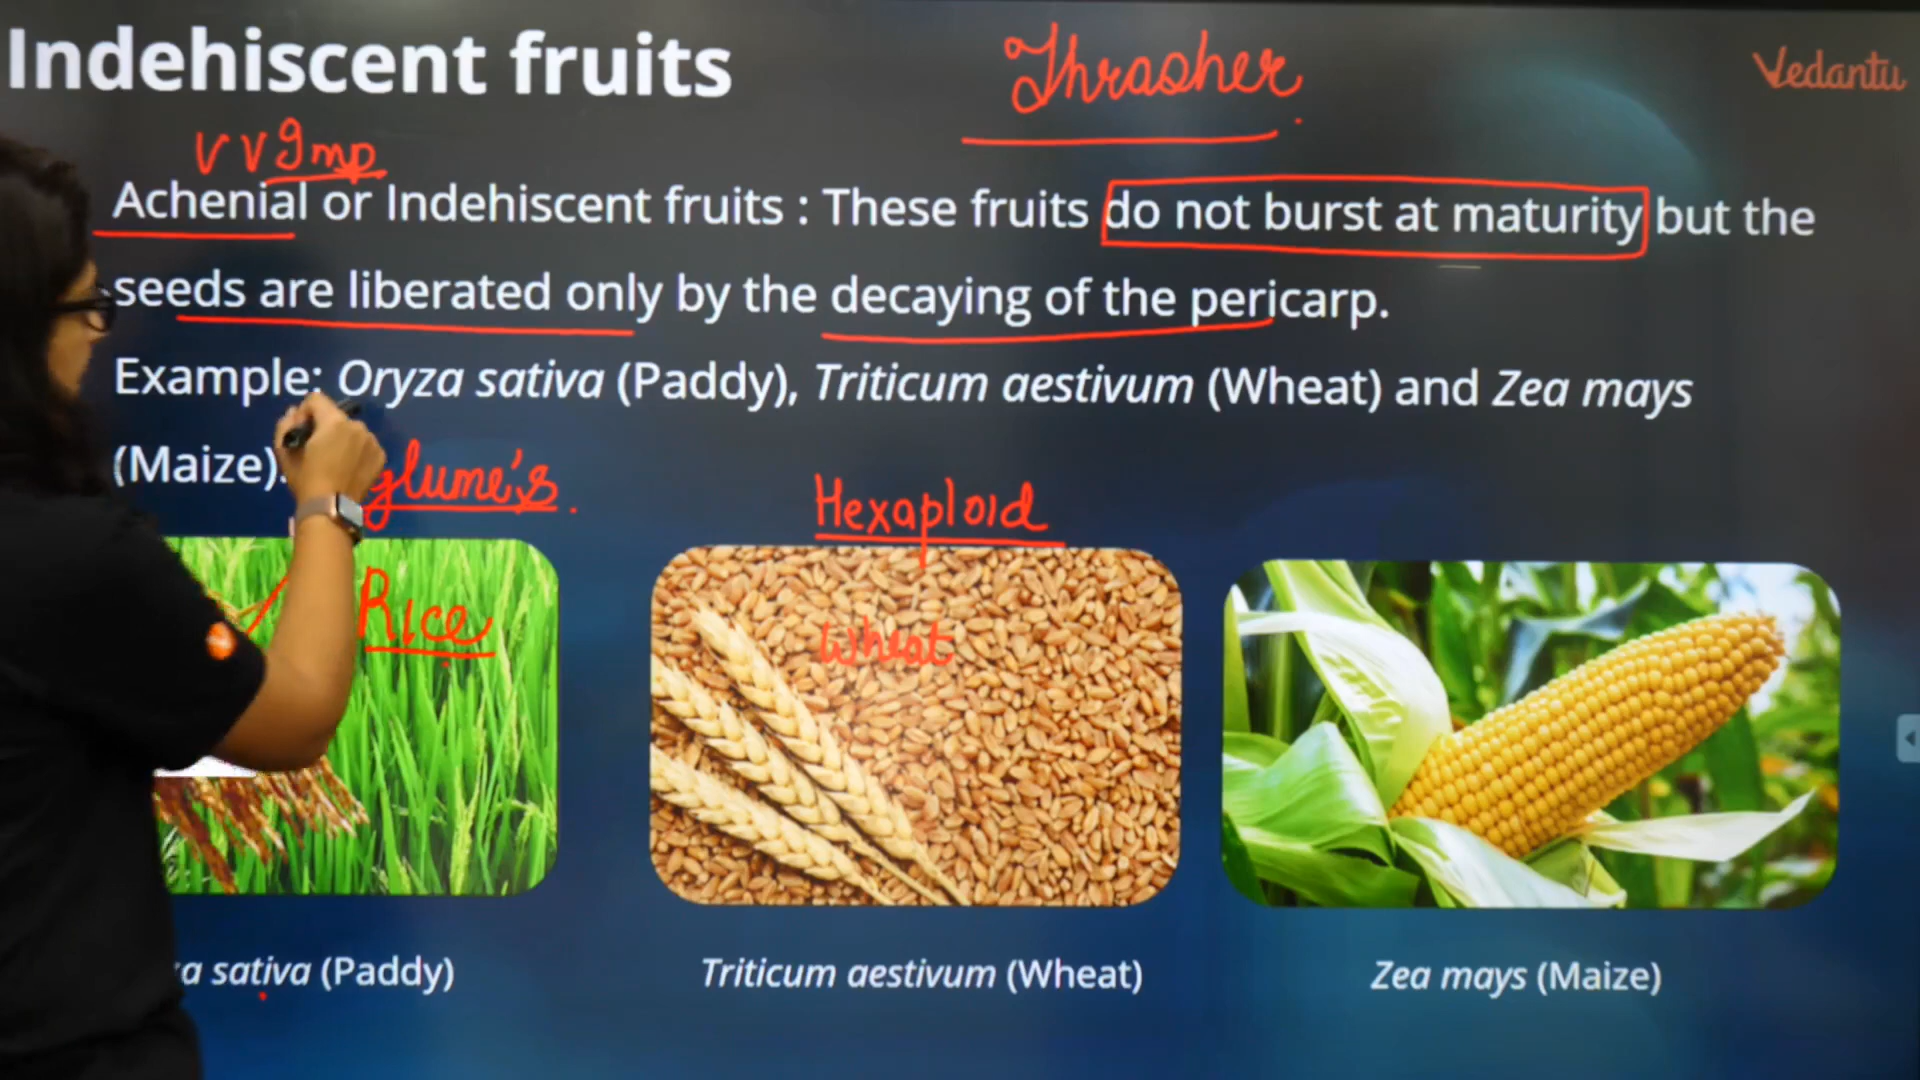 Indehiscent fruits
Thrasher.
Vedantu
VVImp
Achenial or Indehiscent fruits : These fruits do not burst at maturity but the
seeds are liberated only by the decaying of the pericarp.
Example: Oryza sativa (Paddy), Triticum aestivum (Wheat) and Zea mays
(Maize).
glume's.
Hexaploid
Rice
Wheat
za sativa (Paddy)
Triticum aestivum (Wheat)
Zea mays (Maize)